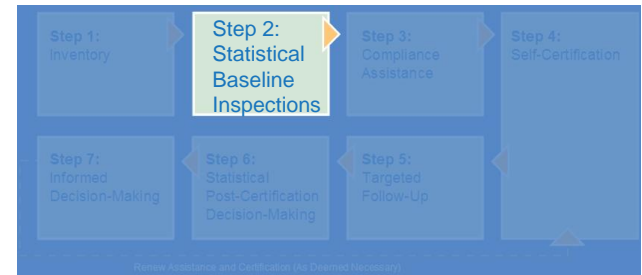 Step 1:
Inventory
Step 2:
Statistical
Baseline
Inspections
Step 3:
Compliance
Assistance
Step 4:
Self-Certification
Step 7:
Informed
Decision-Making
Step 6:
Statistical
Post-Certification
Decision-Making
Step 5:
Targeted
Follow-Up
Renew Assistance and Certification (As Deemed Necessary)